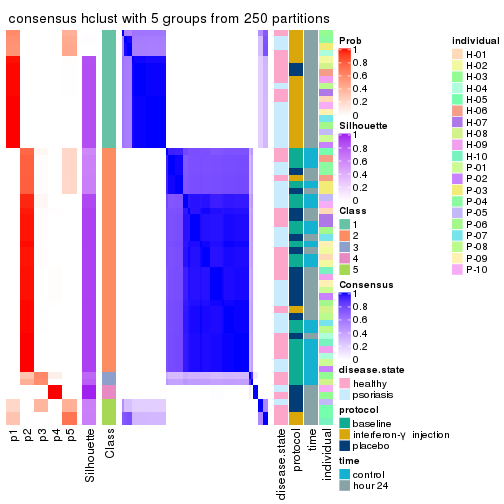 consensus hclust with 5 groups from 250 partitions
Prob
1
0.8
0.6
0.4
0.2
0
Silhouette
1
0.8
0.6
0.4
0.2
0
Class
1
2
3
4
5
Consensus
1
0.8
0.6
0.4
0.2
0
disease.state
healthy
psoriasis
protocol
baseline
interferon-γ injection
placebo
time
control
hour 24
individual
H-01
H-02
H-03
H-04
H-05
H-06
H-07
H-08
H-09
H-10
P-01
P-02
P-03
P-04
P-05
P-06
P-07
P-08
P-09
P-10
p1
p2
p3
p4
p5
Silhouette
Class
disease.state
protocol
time
individual